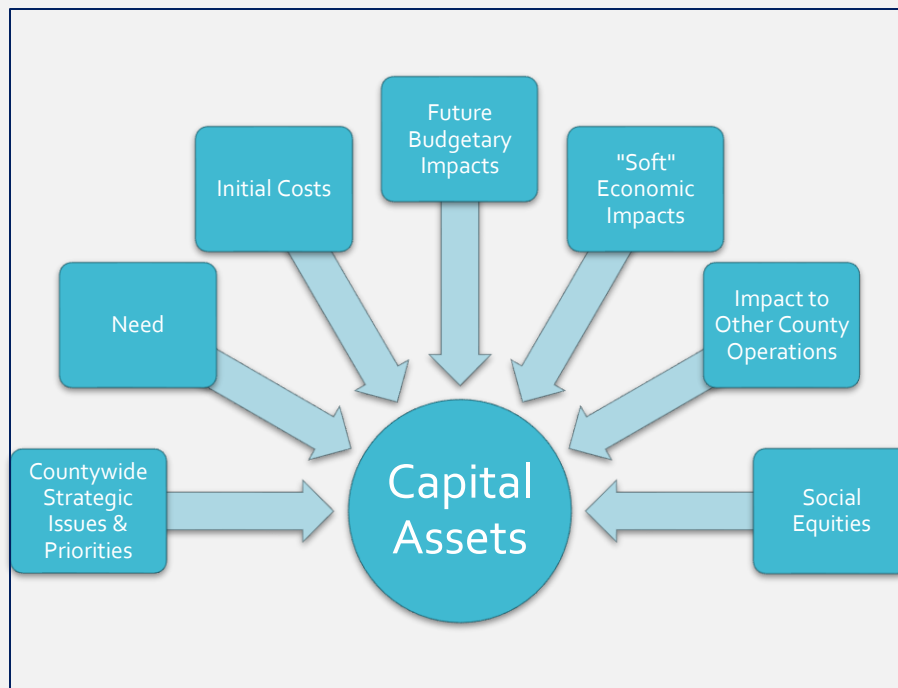 Future
Budgetary
Impacts
Initial Costs
"Soft"
Economic
Impacts
Need
Impact to
Other County
Operations
Countywide
Strategic
Issues &
Priorities
Capital
Assets
Social
Equities